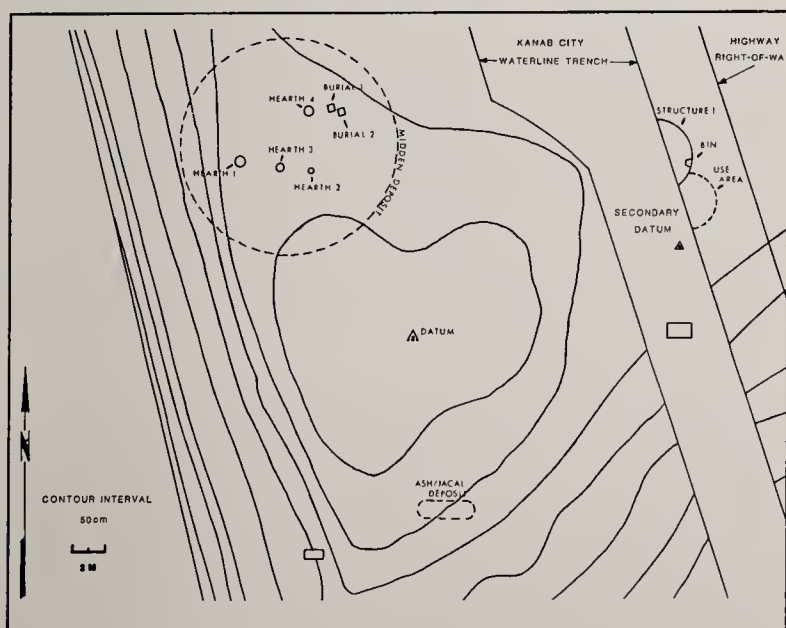 KANAB CITY
WATERLINE TRENCH
HIGHWAY
RIGHT-OF-WA
HEARTH 4
BURIAL 1
BURIAL 2
HEARTH 3
HEARTH 1
HEARTH 2
MIDDEN DEPOSIT
STRUCTURE 1
BIN
USE
AREA
SECONDARY
DATUM
DATUM
ASH/JACAL
DEPOSIT
N
CONTOUR INTERVAL
50cm
2 M